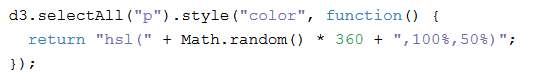 d3.selectAll("p").style("color", function() {
  return "hsl(" + Math.random() * 360 + ",100%,50%)";
});